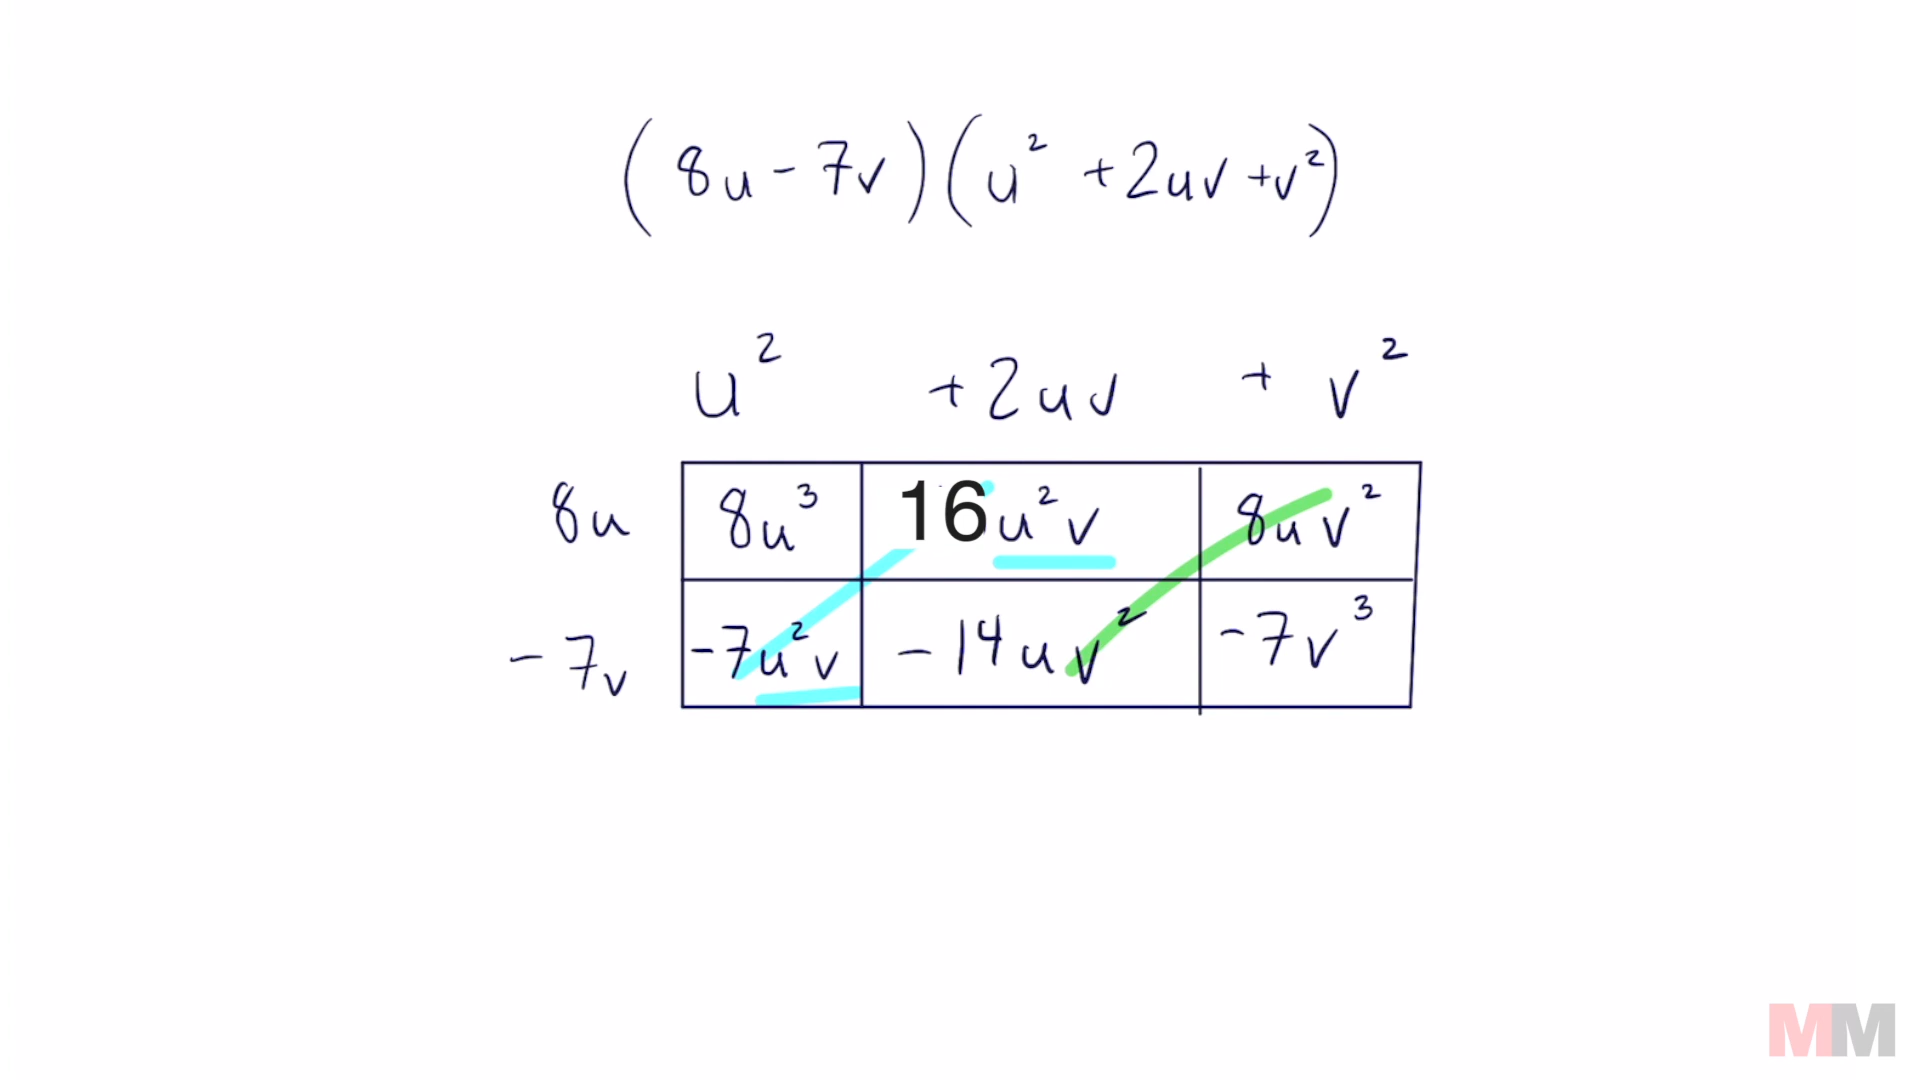 (8u - 7v)(u² + 2uv + v²)
u² + 2uv + v²
8u 8u³ 16u²v 8uv²
-7v -7u²v -14uv² -7v³
MM